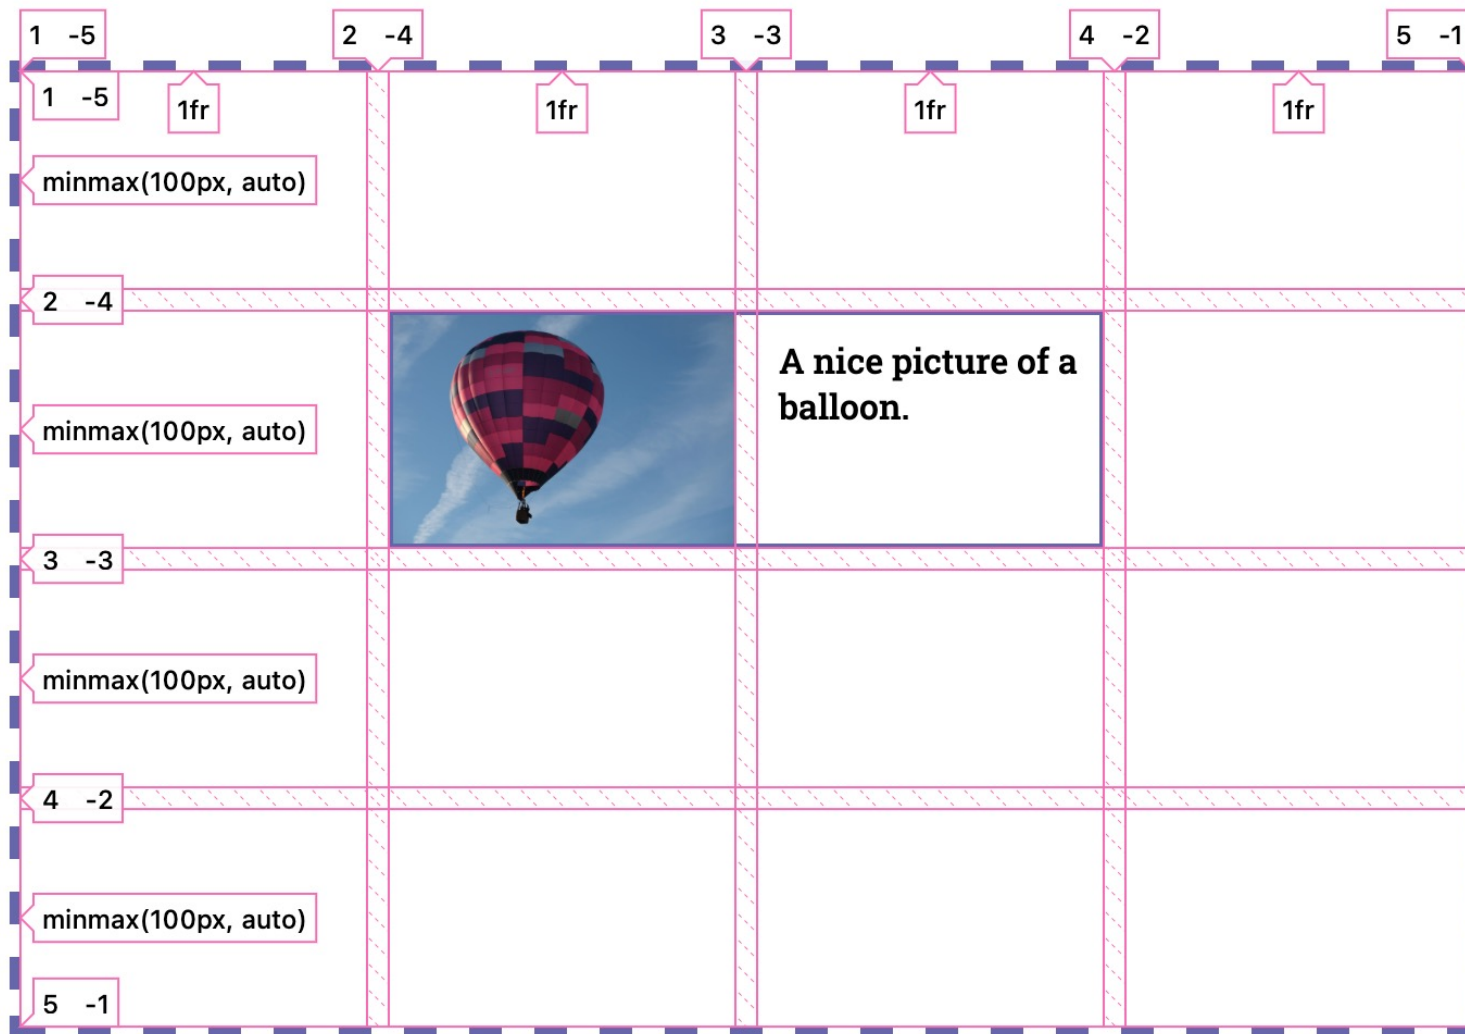 1 -5
2 -4
3 -3
4 -2
5 -1
1 -5
1fr
1fr
1fr
1fr
minmax(100px, auto)
2 -4
A nice picture of a
balloon.
minmax(100px, auto)
3 -3
minmax(100px, auto)
4 -2
minmax(100px, auto)
5 -1